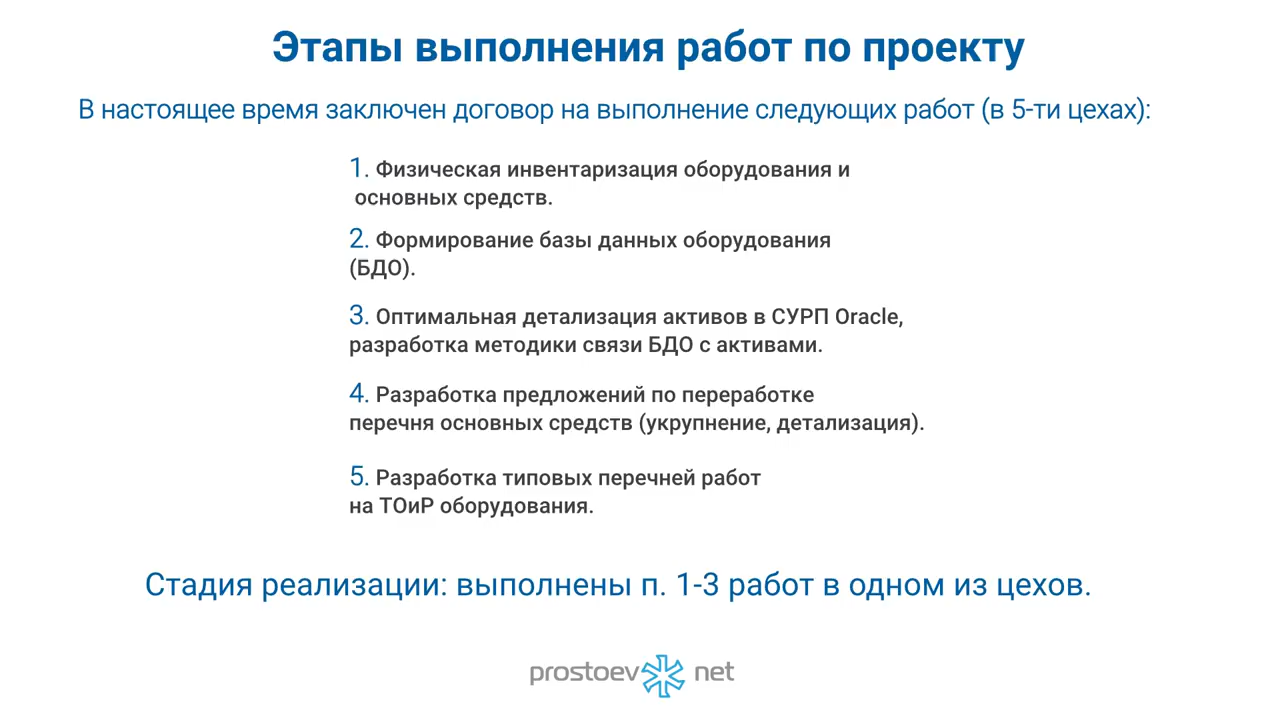 Этапы выполнения работ по проекту
В настоящее время заключен договор на выполнение следующих работ (в 5-ти цехах):
1. Физическая инвентаризация оборудования и
основных средств.
2. Формирование базы данных оборудования
(БДО).
3. Оптимальная детализация активов в СУРП Oracle,
разработка методики связи БДО с активами.
4. Разработка предложений по переработке
перечня основных средств (укрупнение, детализация).
5. Разработка типовых перечней работ
на ТОиР оборудования.
Стадия реализации: выполнены п. 1-3 работ в одном из цехов.
prostoev net